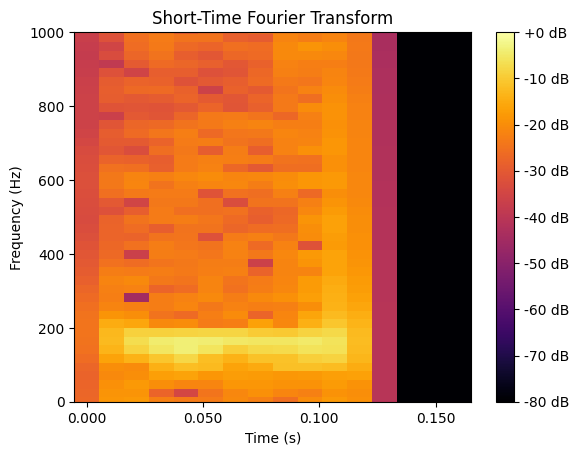 Short-Time Fourier Transform
1000
800
600
400
200
0
Frequency (Hz)
0.000
0.050
0.100
0.150
Time (s)
+0 dB
-10 dB
-20 dB
-30 dB
-40 dB
-50 dB
-60 dB
-70 dB
-80 dB